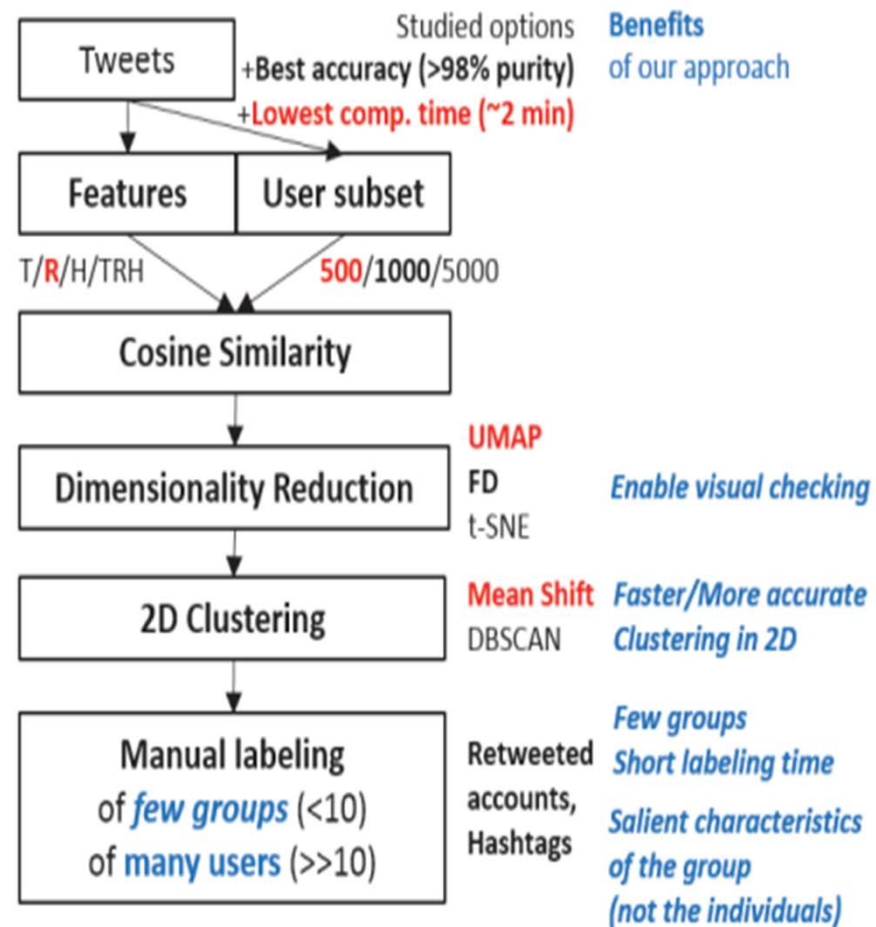 Tweets
Studied options
+Best accuracy (>98% purity)
+Lowest comp. time (~2 min)
Benefits
of our approach
Features
User subset
T/R/H/TRH
500/1000/5000
Cosine Similarity
Dimensionality Reduction
UMAP
FD
t-SNE
Enable visual checking
2D Clustering
Mean Shift
DBSCAN
Faster/More accurate
Clustering in 2D
Manual labeling
of few groups (<10)
of many users (>>10)
Retweeted
accounts,
Hashtags
Few groups
Short labeling time
Salient characteristics
of the group
(not the individuals)